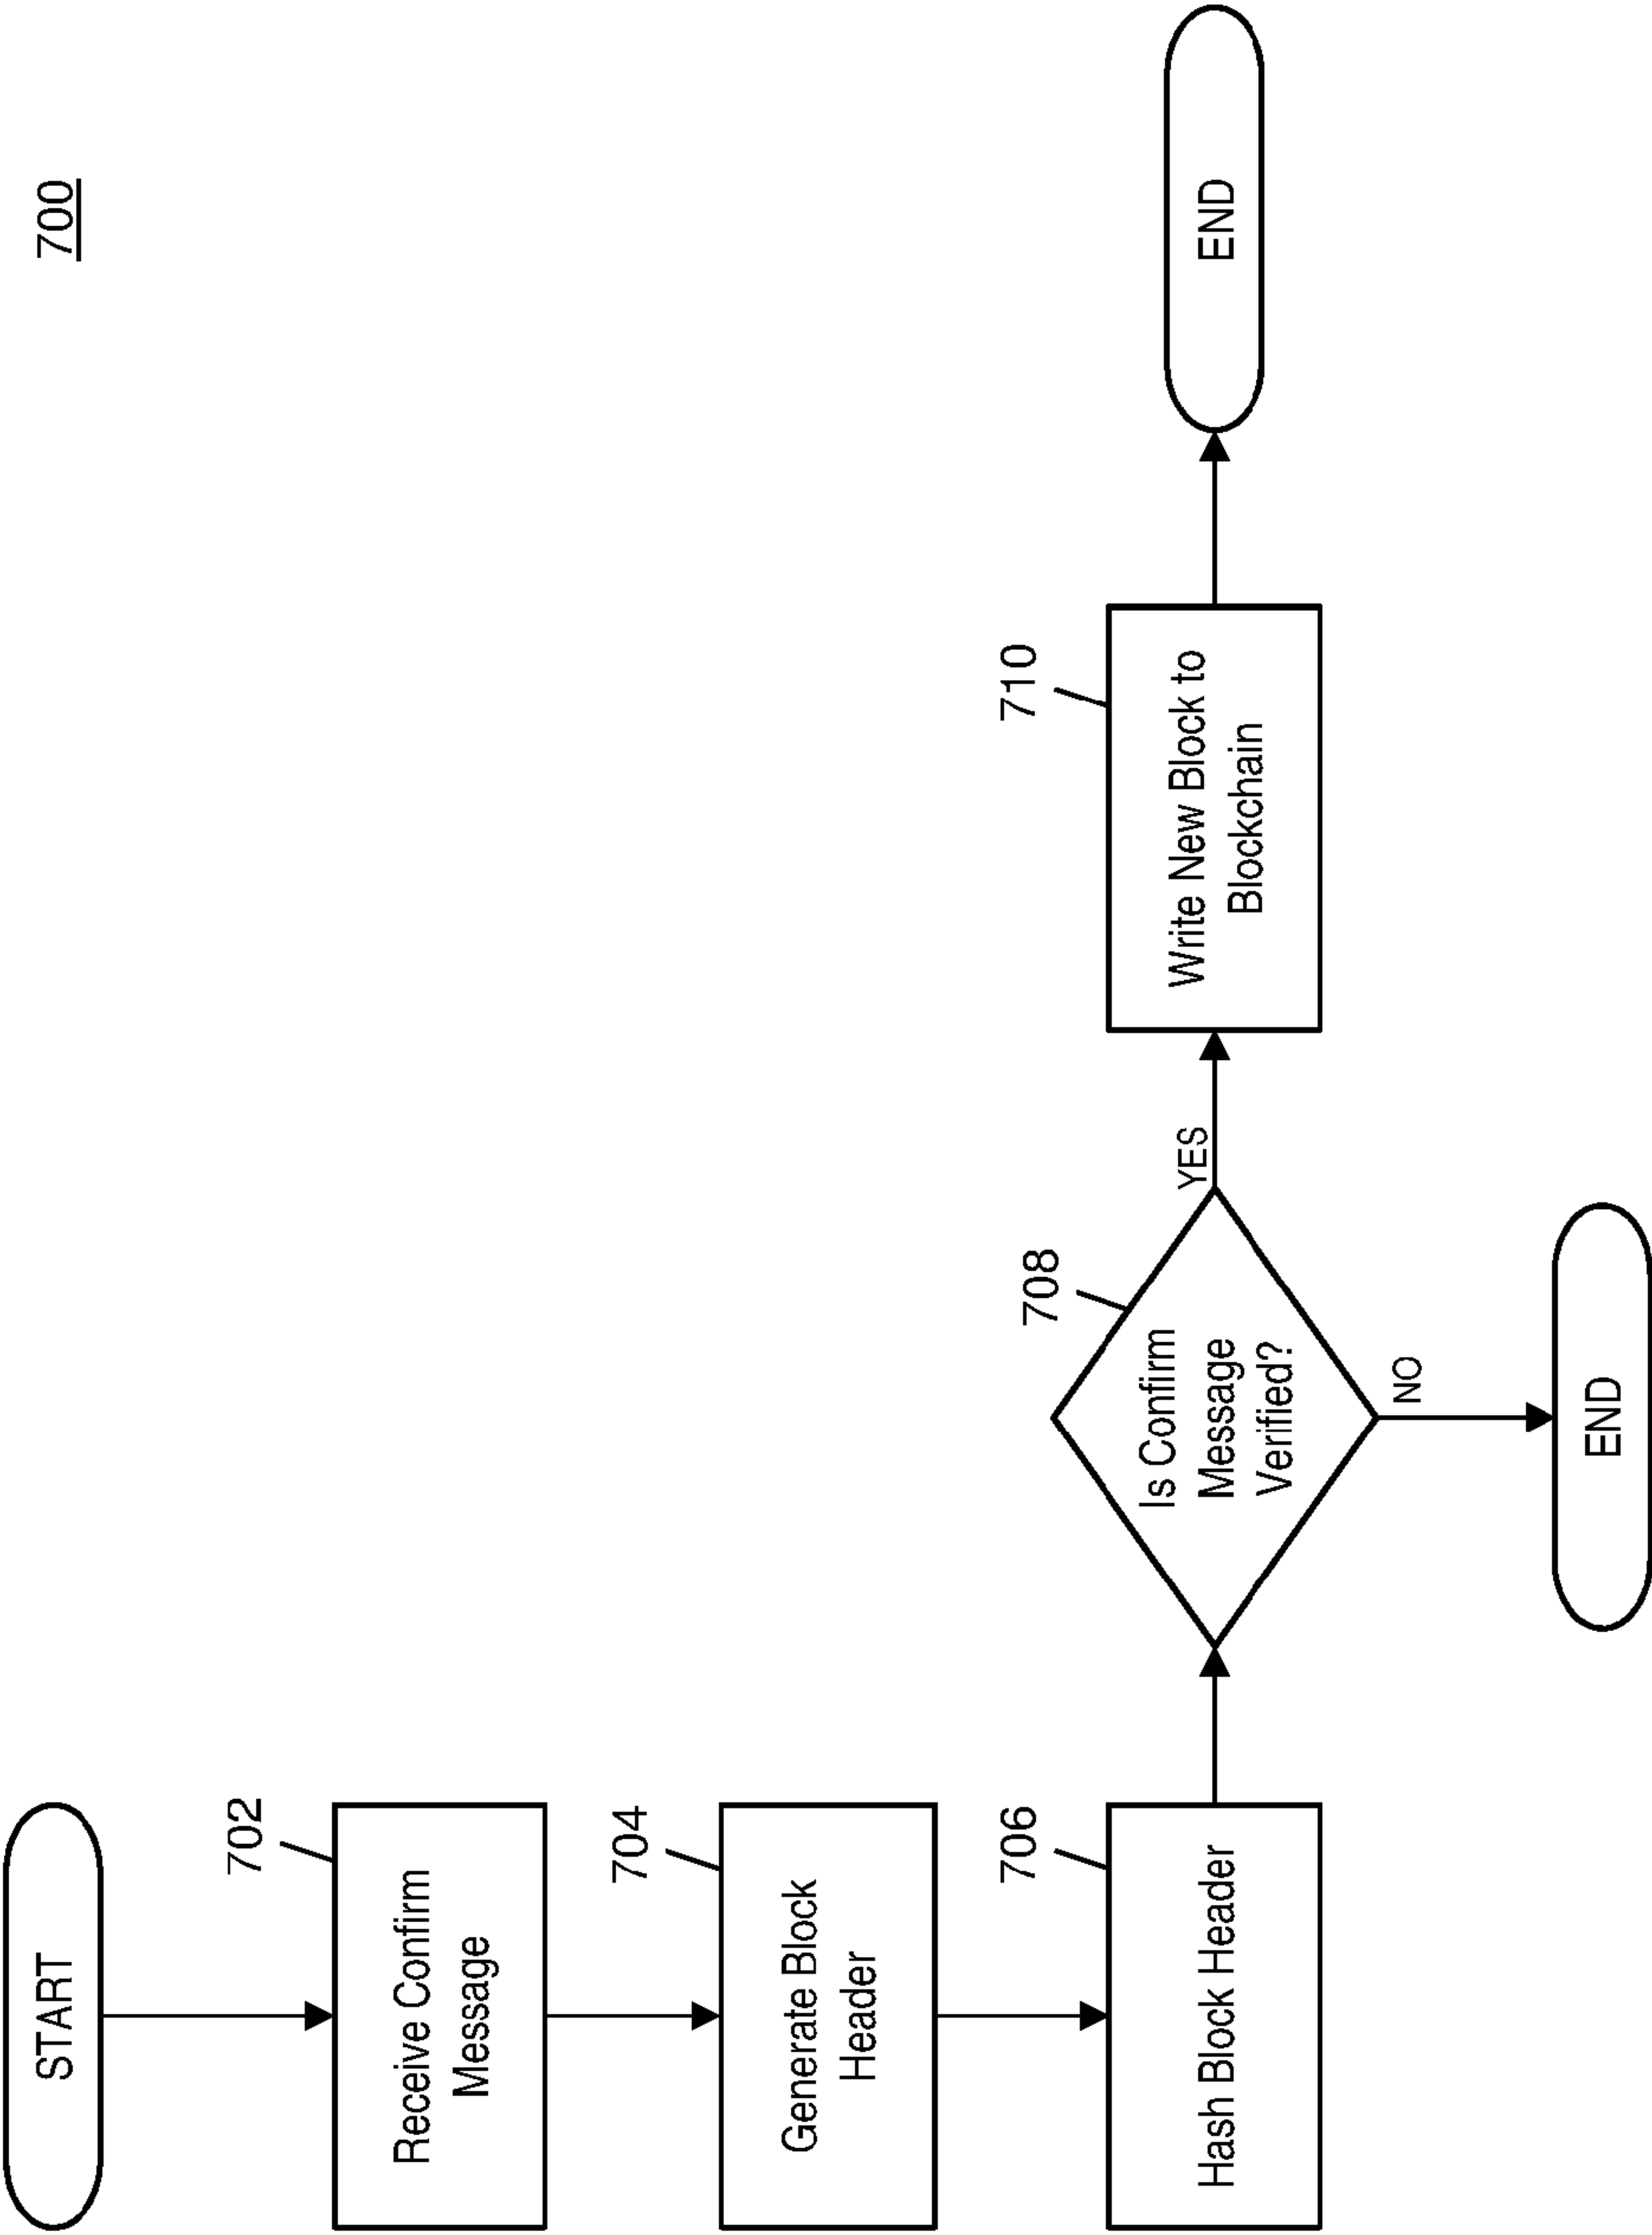 700
START
702
Receive Confirm
Message
704
Generate Block
Header
706
Hash Block Header
708
Is Confirm
Message
Verified?
YES
NO
END
710
Write New Block to
Blockchain
END